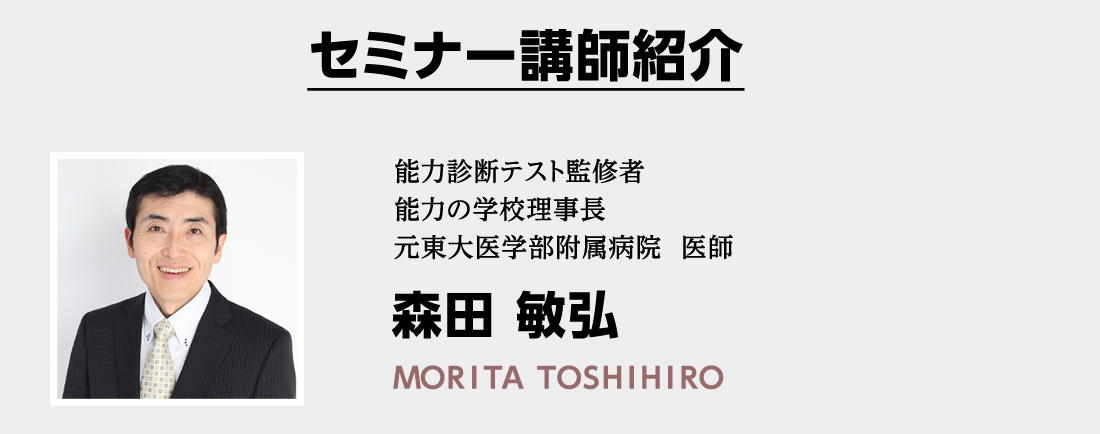 セミナー講師紹介
能力診断テスト監修者
能力の学校理事長
元東大医学部附属病院　医師
森田 敏弘
MORITA TOSHIHIRO